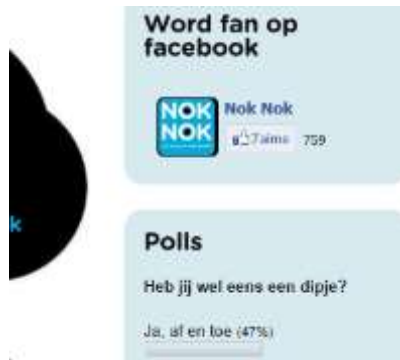 Word fan op
facebook
NOK
NOK
Nok Nok
J'aime 759
k
Polls
Heb jij wel eens een dipje?
Ja, af en toe (47%)